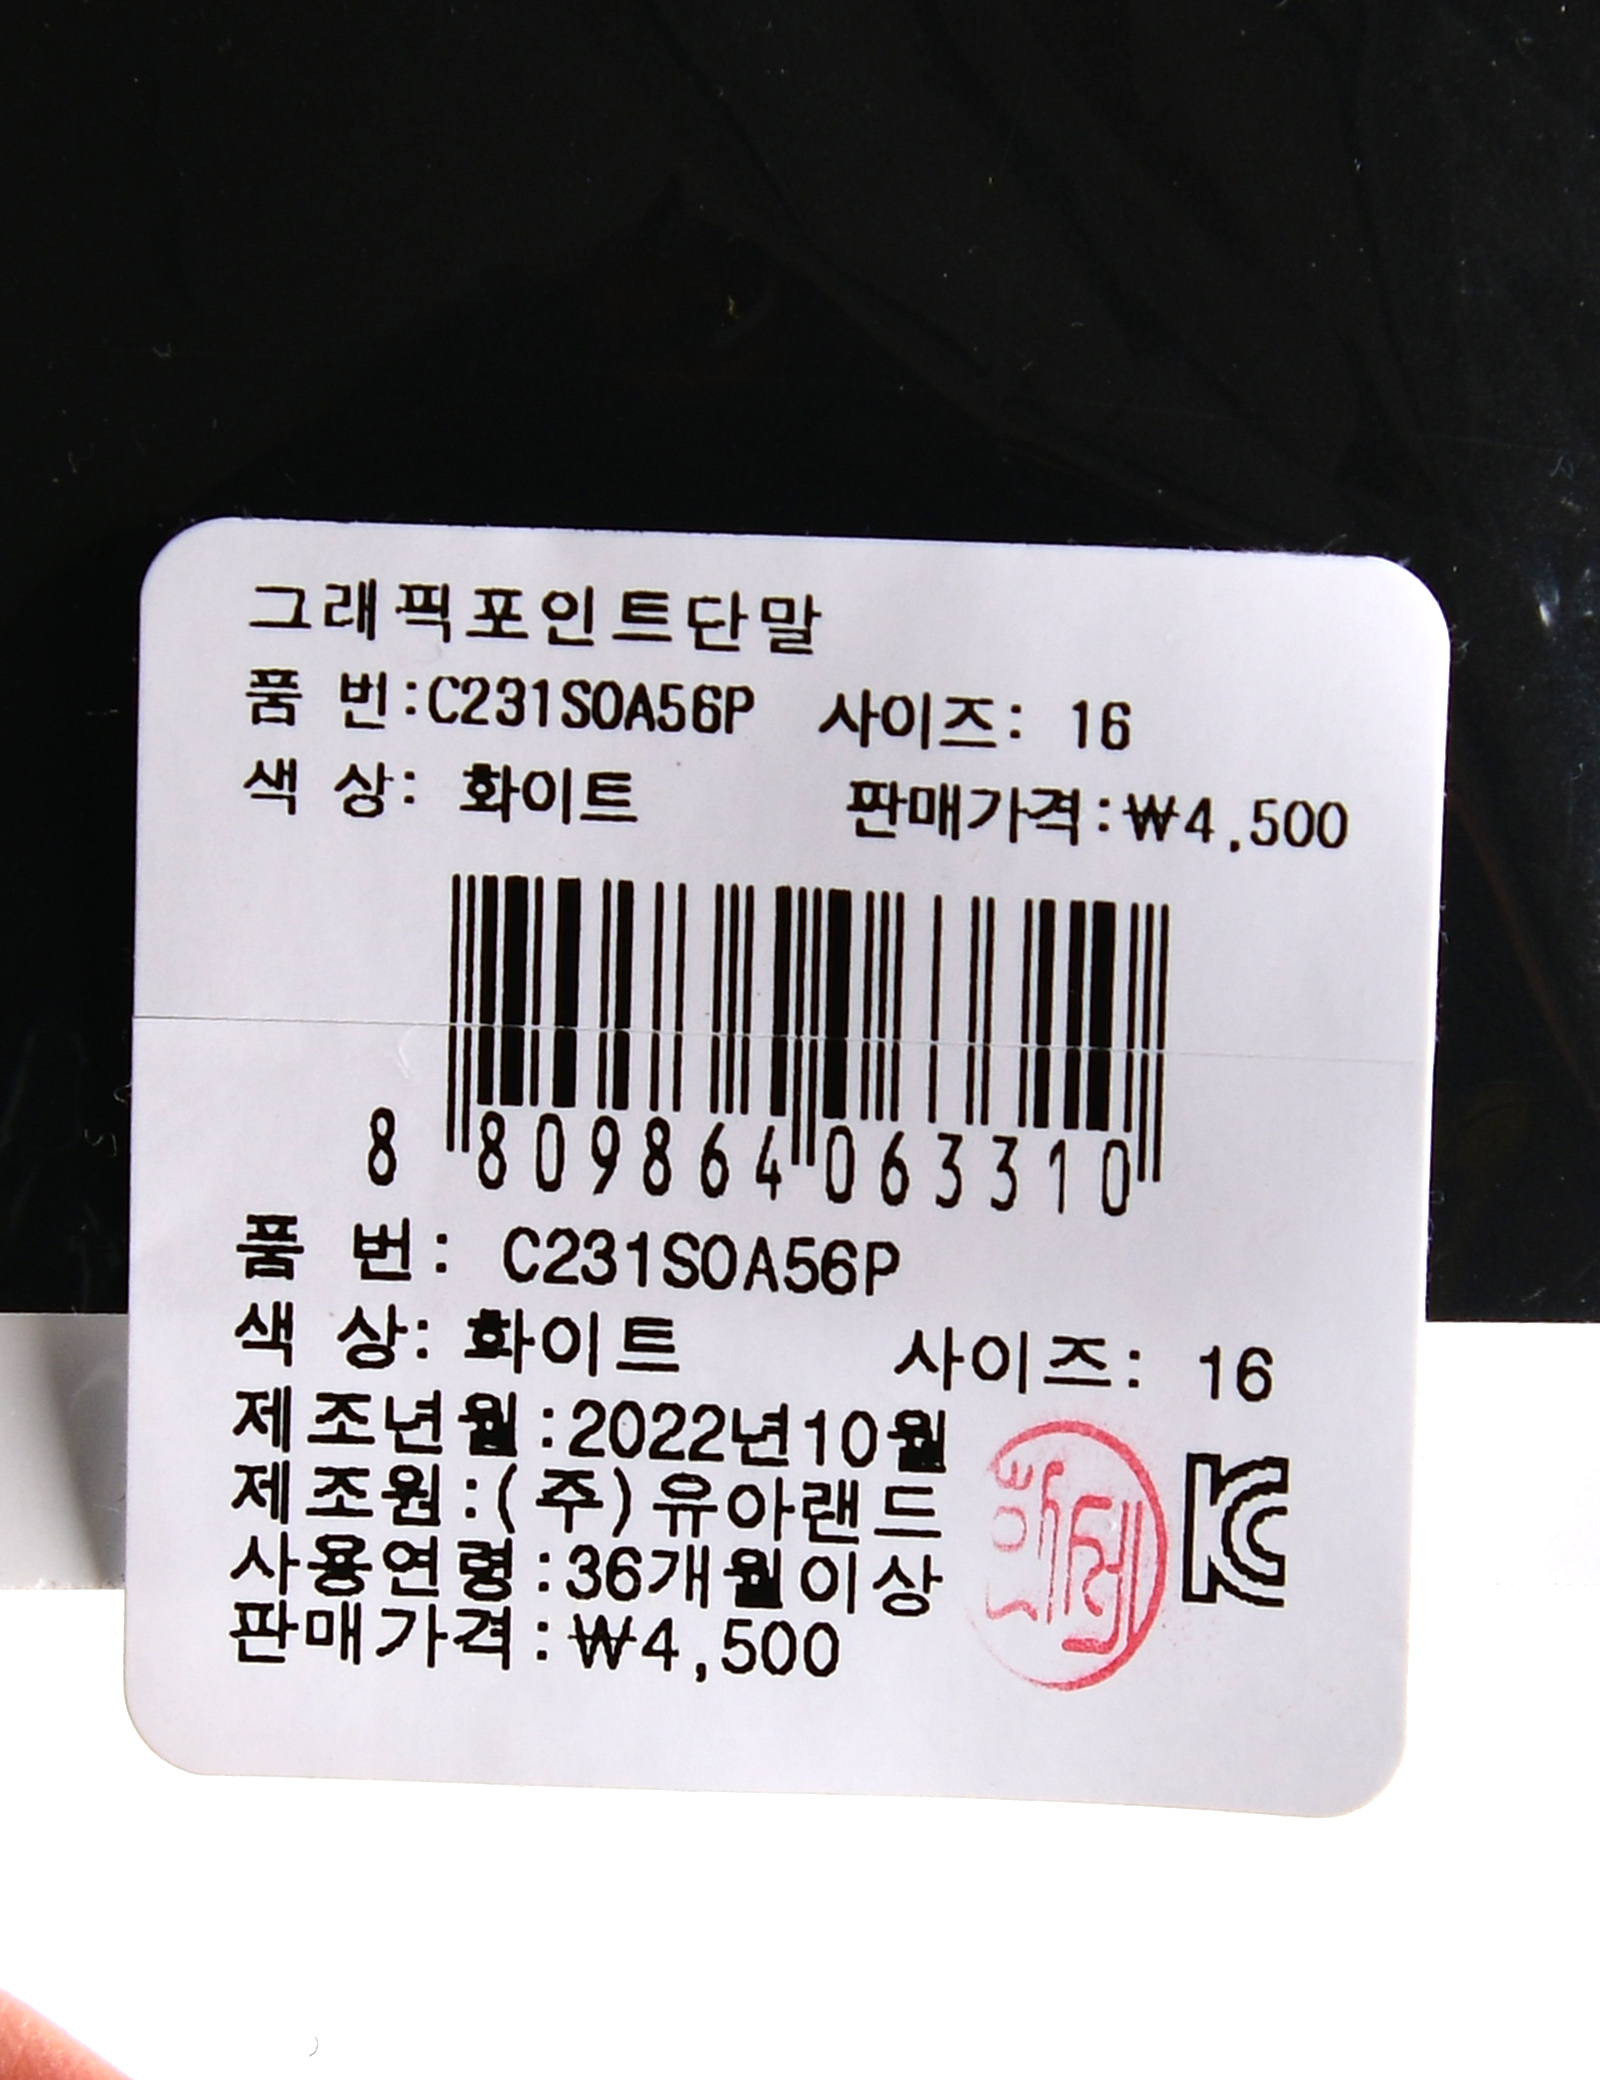 그래픽포인트단말
품 번:C231SOA56P 사이즈: 16
색 상: 화이트 판매가격:₩4,500
8 809864 063310
품 번: C231SOA56P
색 상: 화이트 사이즈: 16
제조년월:2022년10월
제조원:(주)유아랜드
사용연령:36개월이상
판매가격:₩4,500
KC